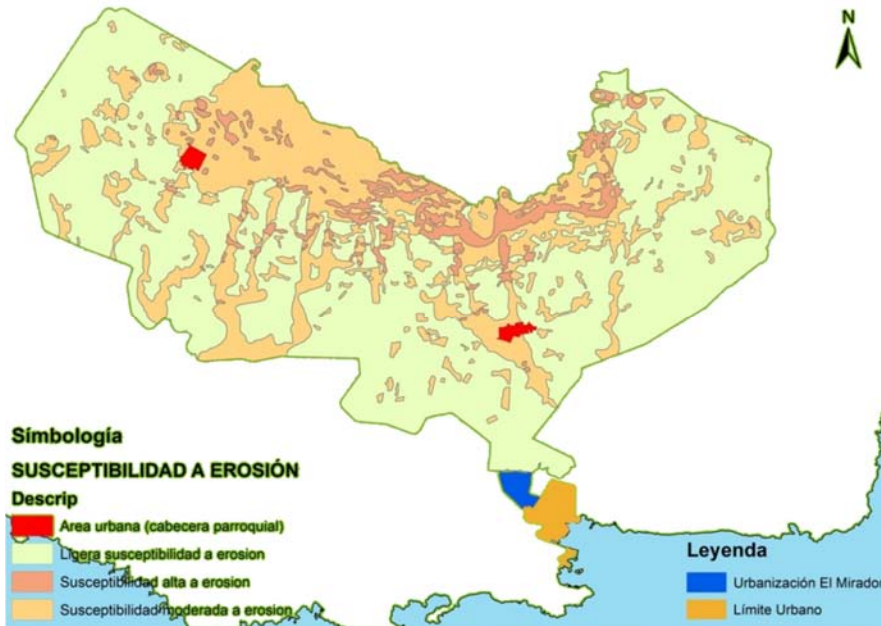 N
Símbología
SUSCEPTIBILIDAD A EROSIÓN
Descrip
Area urbana (cabecera parroquial)
Ligera susceptibilidad a erosion
Susceptibilidad alta a erosion
Susceptibilidad moderada a erosion
Leyenda
Urbanización El Mirador
Límite Urbano